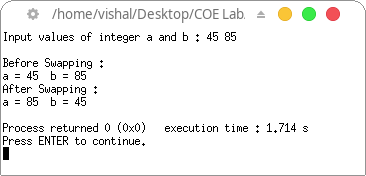 /home/vishal/Desktop/COE Lab
Input values of integer a and b : 45 85
Before Swapping :
a = 45  b = 85
After Swapping :
a = 85  b = 45
Process returned 0 (0x0)   execution time : 1.714 s
Press ENTER to continue.